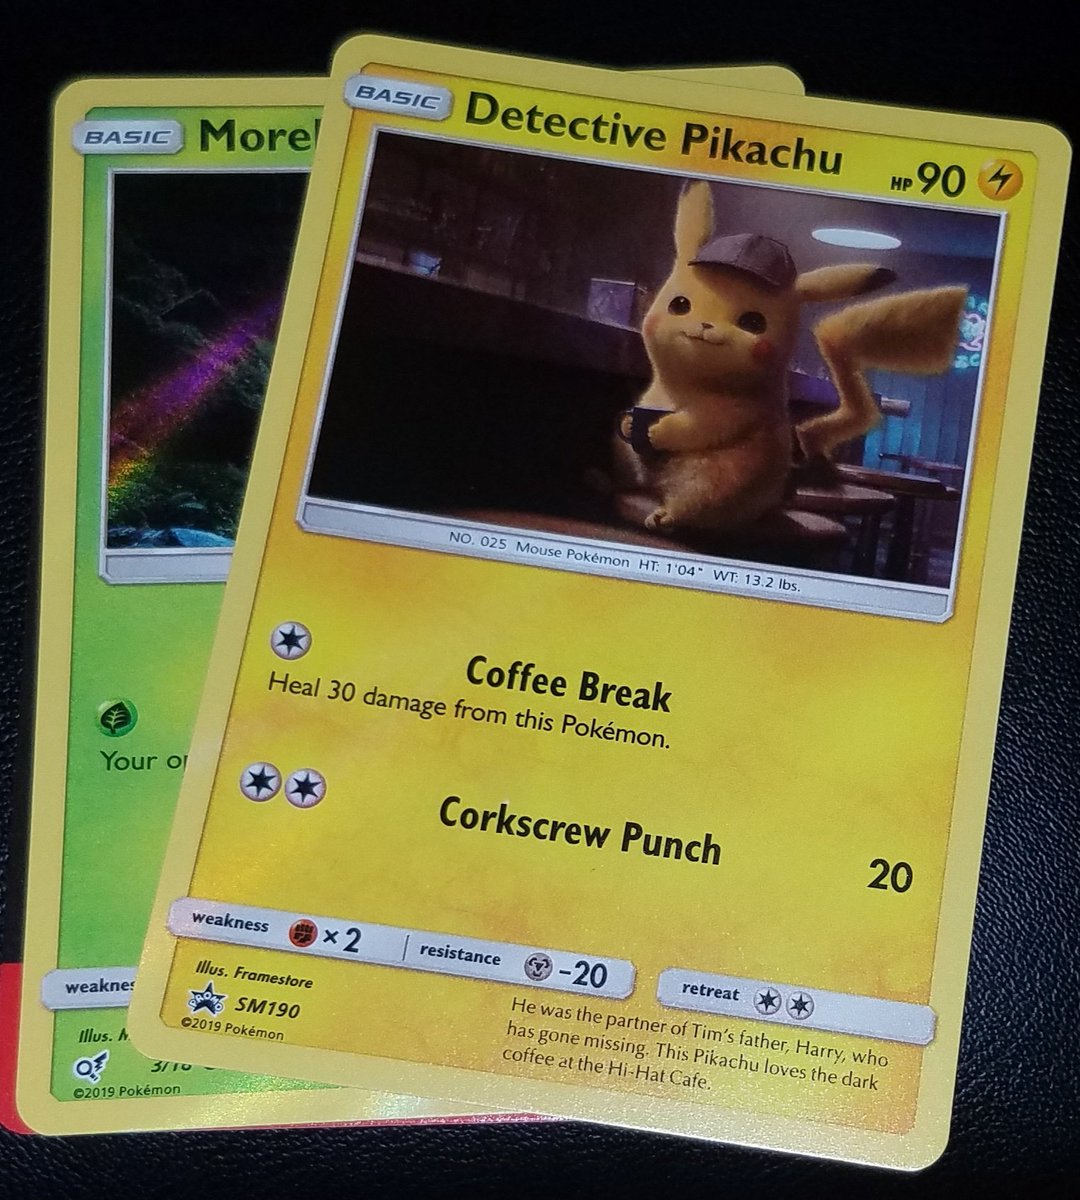 BASIC Detective Pikachu HP 90
NO. 025 Mouse Pokémon HT: 1'04" WT: 13.2 lbs.
Coffee Break
Heal 30 damage from this Pokémon.
Corkscrew Punch 20
weakness ×2 resistance -20 retreat
Illus. Framestore
PROMO SM190
©2019 Pokémon
He was the partner of Tim's father, Harry, who
has gone missing. This Pikachu loves the dark
coffee at the Hi-Hat Cafe.
BASIC Morel
Your
weaknes
Illus.
©2019 Pokémon